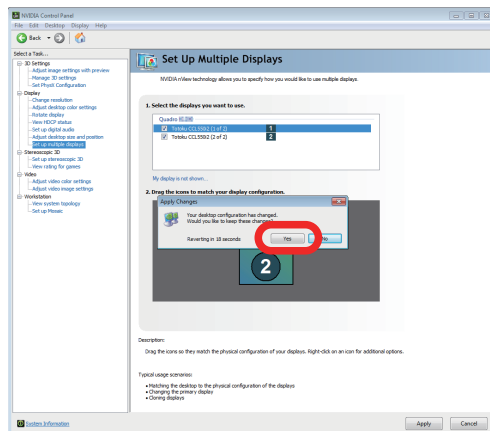 NVIDIA Control Panel
File Edit Desktop Display Help
Back
Select a Task...
3D Settings
Adjust image settings with preview
Manage 3D settings
Set PhysX Configuration
Display
Change resolution
Adjust desktop color settings
Rotate display
View HDCP status
Set up digital audio
Adjust desktop size and position
Set up multiple displays
Stereoscopic 3D
Set up stereoscopic 3D
View rating for games
Video
Adjust video color settings
Adjust video image settings
Workstation
View system topology
Set up Mosaic
System Information
Set Up Multiple Displays
NVIDIA nView technology allows you to specify how you would like to use multiple displays.
1. Select the displays you want to use.
Quadro
Totoku CCL550i2 (1 of 2) 1
Totoku CCL550i2 (2 of 2) 2
My display is not shown...
2. Drag the icons to match your display configuration.
Apply Changes
Your desktop configuration has changed.
Would you like to keep these changes?
Reverting in 18 seconds
Yes
No
2
Description:
Drag the icons so they match the physical configuration of your displays. Right-click on an icon for additional options.
Typical usage scenarios:
• Matching the desktop to the physical configuration of the displays
• Changing the primary display
• Cloning displays
Apply
Cancel